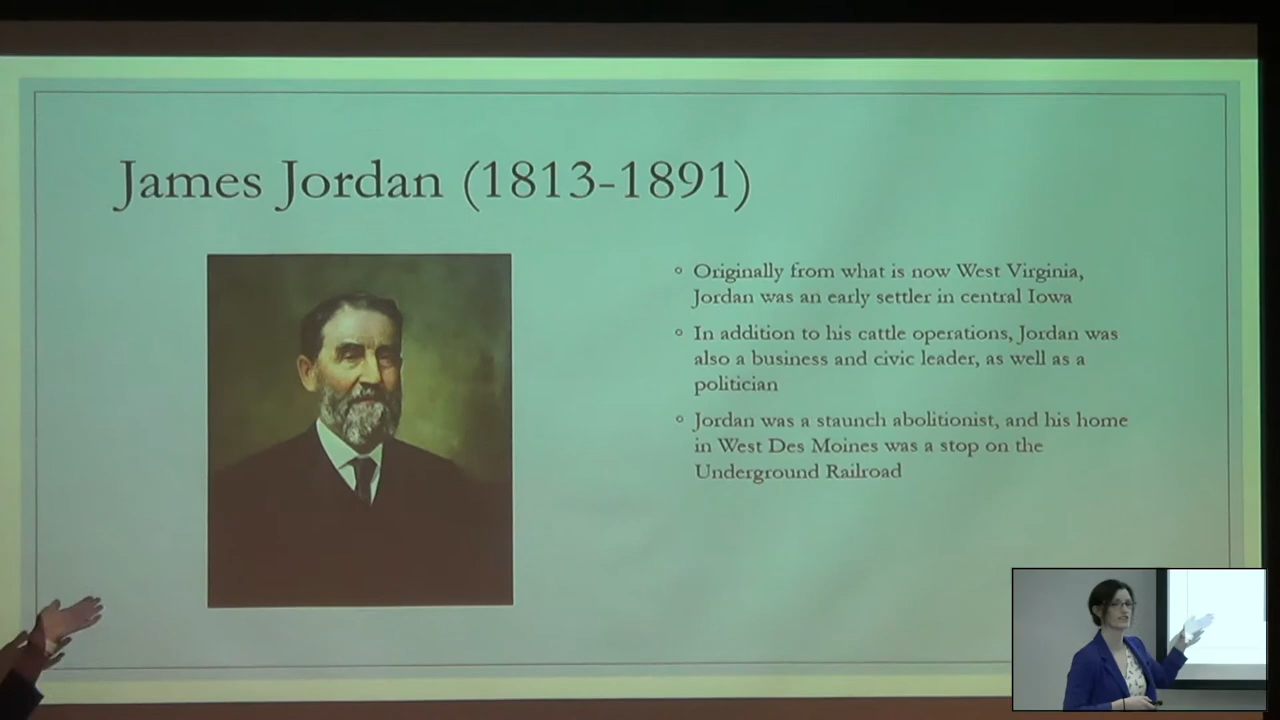 James Jordan (1813-1891)
Originally from what is now West Virginia,
Jordan was an early settler in central Iowa
In addition to his cattle operations, Jordan was
also a business and civic leader, as well as a
politician
Jordan was a staunch abolitionist, and his home
in West Des Moines was a stop on the
Underground Railroad